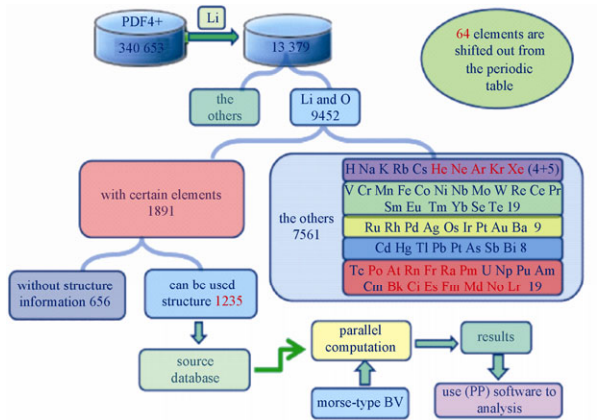 PDF4+
340 653
Li
13 379
64 elements are
shifted out from
the periodic
table
the
others
Li and O
9452
with certain elements
1891
the others
7561
H Na K Rb Cs He Ne Ar Kr Xe (4+5)
V Cr Mn Fe Co Ni Nb Mo W Re Ce Pr
Sm Eu Tm Yb Se Te 19
Ru Rh Pd Ag Os Ir Pt Au Ba 9
Cd Hg Tl Pb Pt As Sb Bi 8
Tc Po At Rn Fr Ra Pm U Np Pu Am
Cm Bk Ci Es Fm Md No Lr 19
without structure
information 656
can be used
structure 1235
source
database
parallel
computation
results
morse-type BV
use (PP) software to
analysis